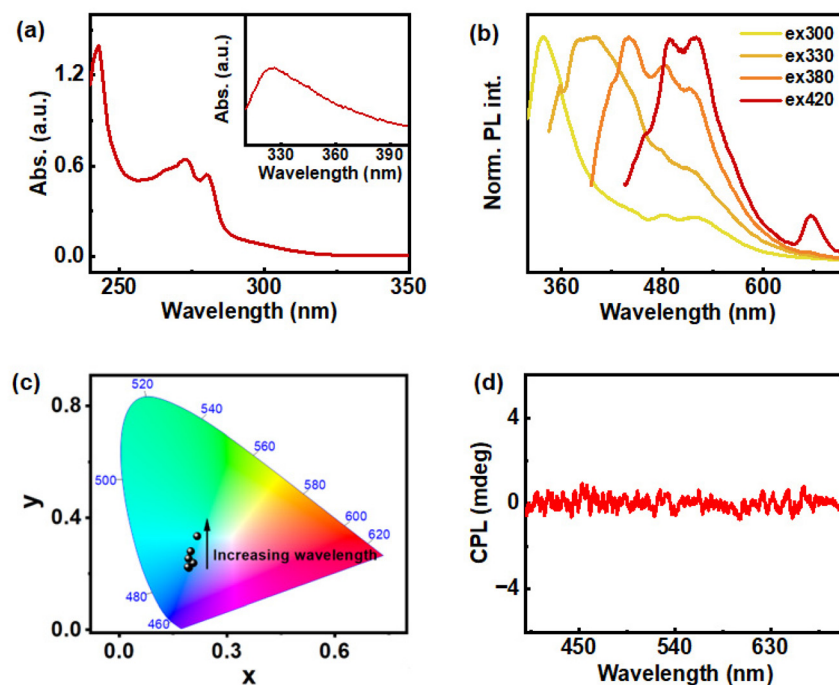 (a)
Abs. (a.u.)
1.2
0.6
0.0
250
300
350
Wavelength (nm)
Abs. (a.u.)
330
360
390
Wavelength (nm)
(b)
Norm. PL int.
ex300
ex330
ex380
ex420
360
480
600
Wavelength (nm)
(c)
y
0.8
0.4
0.0
0.0
0.3
0.6
x
520
540
560
580
600
620
500
480
460
Increasing wavelength
(d)
CPL (mdeg)
4
0
−4
450
540
630
Wavelength (nm)